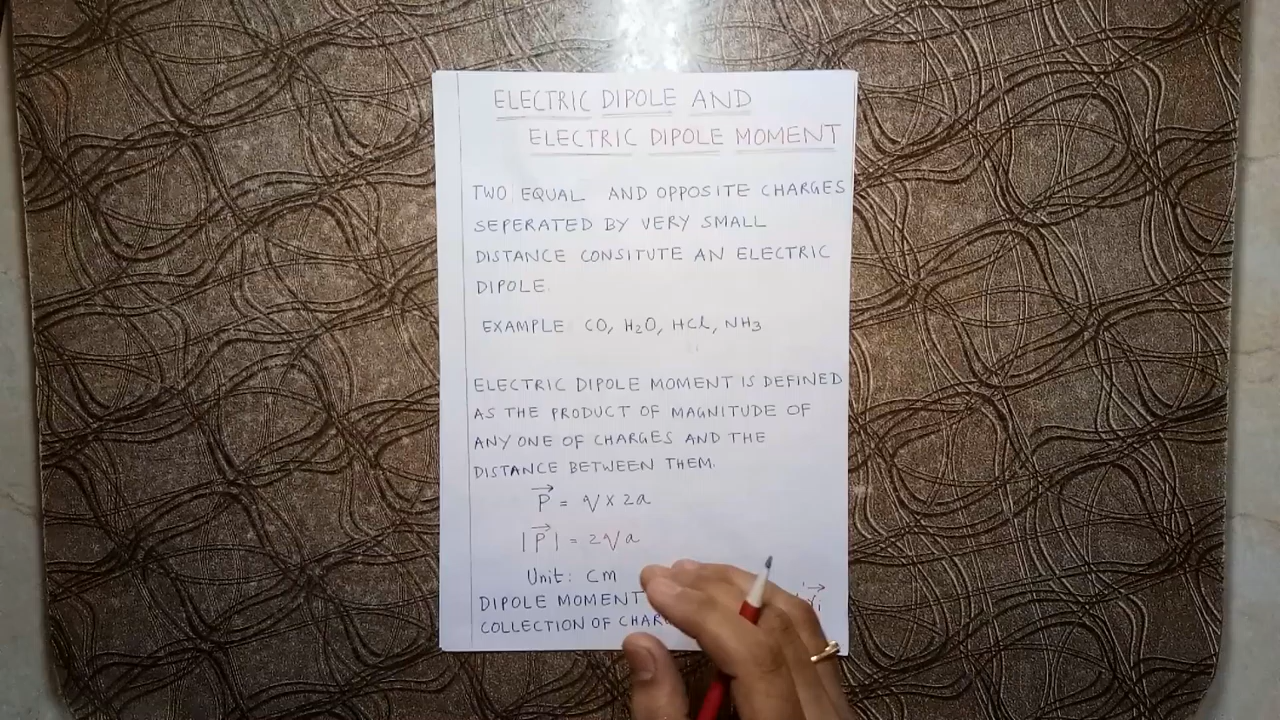 ELECTRIC DIPOLE AND
ELECTRIC DIPOLE MOMENT
TWO EQUAL AND OPPOSITE CHARGES
SEPERATED BY VERY SMALL
DISTANCE CONSITUTE AN ELECTRIC
DIPOLE.
EXAMPLE CO, H₂O, HCl, NH₃
ELECTRIC DIPOLE MOMENT IS DEFINED
AS THE PRODUCT OF MAGNITUDE OF
ANY ONE OF CHARGES AND THE
DISTANCE BETWEEN THEM.
P⃗ = q × 2a
|P⃗| = 2qa
Unit: Cm
DIPOLE MOMENT
COLLECTION OF